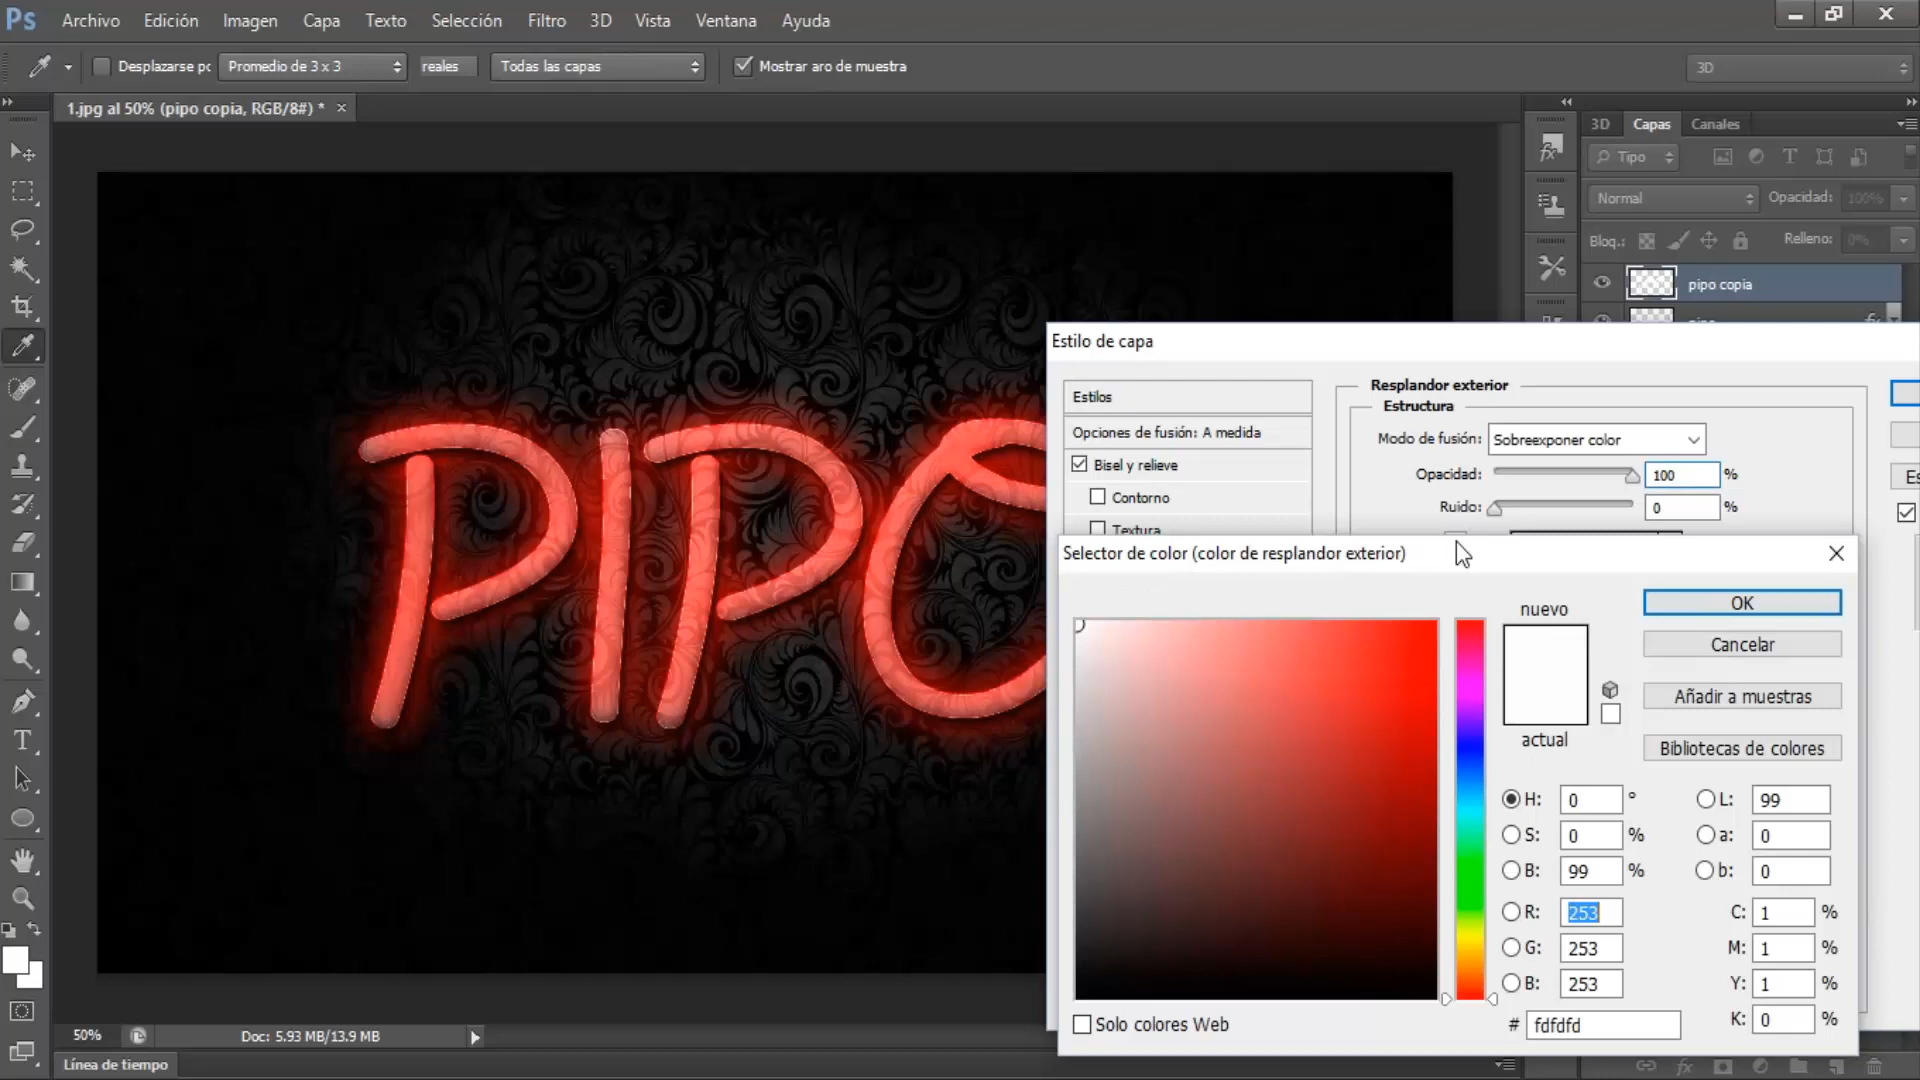 Ps Archivo Edición Imagen Capa Texto Selección Filtro 3D Vista Ventana Ayuda
Desplazarse pc Promedio de 3 x 3 reales Todas las capas Mostrar aro de muestra 3D
1.jpg al 50% (pipo copia, RGB/8#) * ×
3D Capas Canales
Tipo
Normal Opacidad: 100%
Bloq.: Relleno: 0%
pipo copia
fx
PIPO
Estilo de capa
Estilos
Opciones de fusión: A medida
Bisel y relieve
Contorno
Textura
Resplandor exterior
Estructura
Modo de fusión: Sobreexponer color
Opacidad: 100 %
Ruido: 0 %
Es
Selector de color (color de resplandor exterior)
nuevo
actual
OK
Cancelar
Añadir a muestras
Bibliotecas de colores
H: 0 ° L: 99
S: 0 % a: 0
B: 99 % b: 0
R: 253 C: 1 %
G: 253 M: 1 %
B: 253 Y: 1 %
# fdfdfd K: 0 %
Solo colores Web
50% Doc: 5.93 MB/13.9 MB
Línea de tiempo